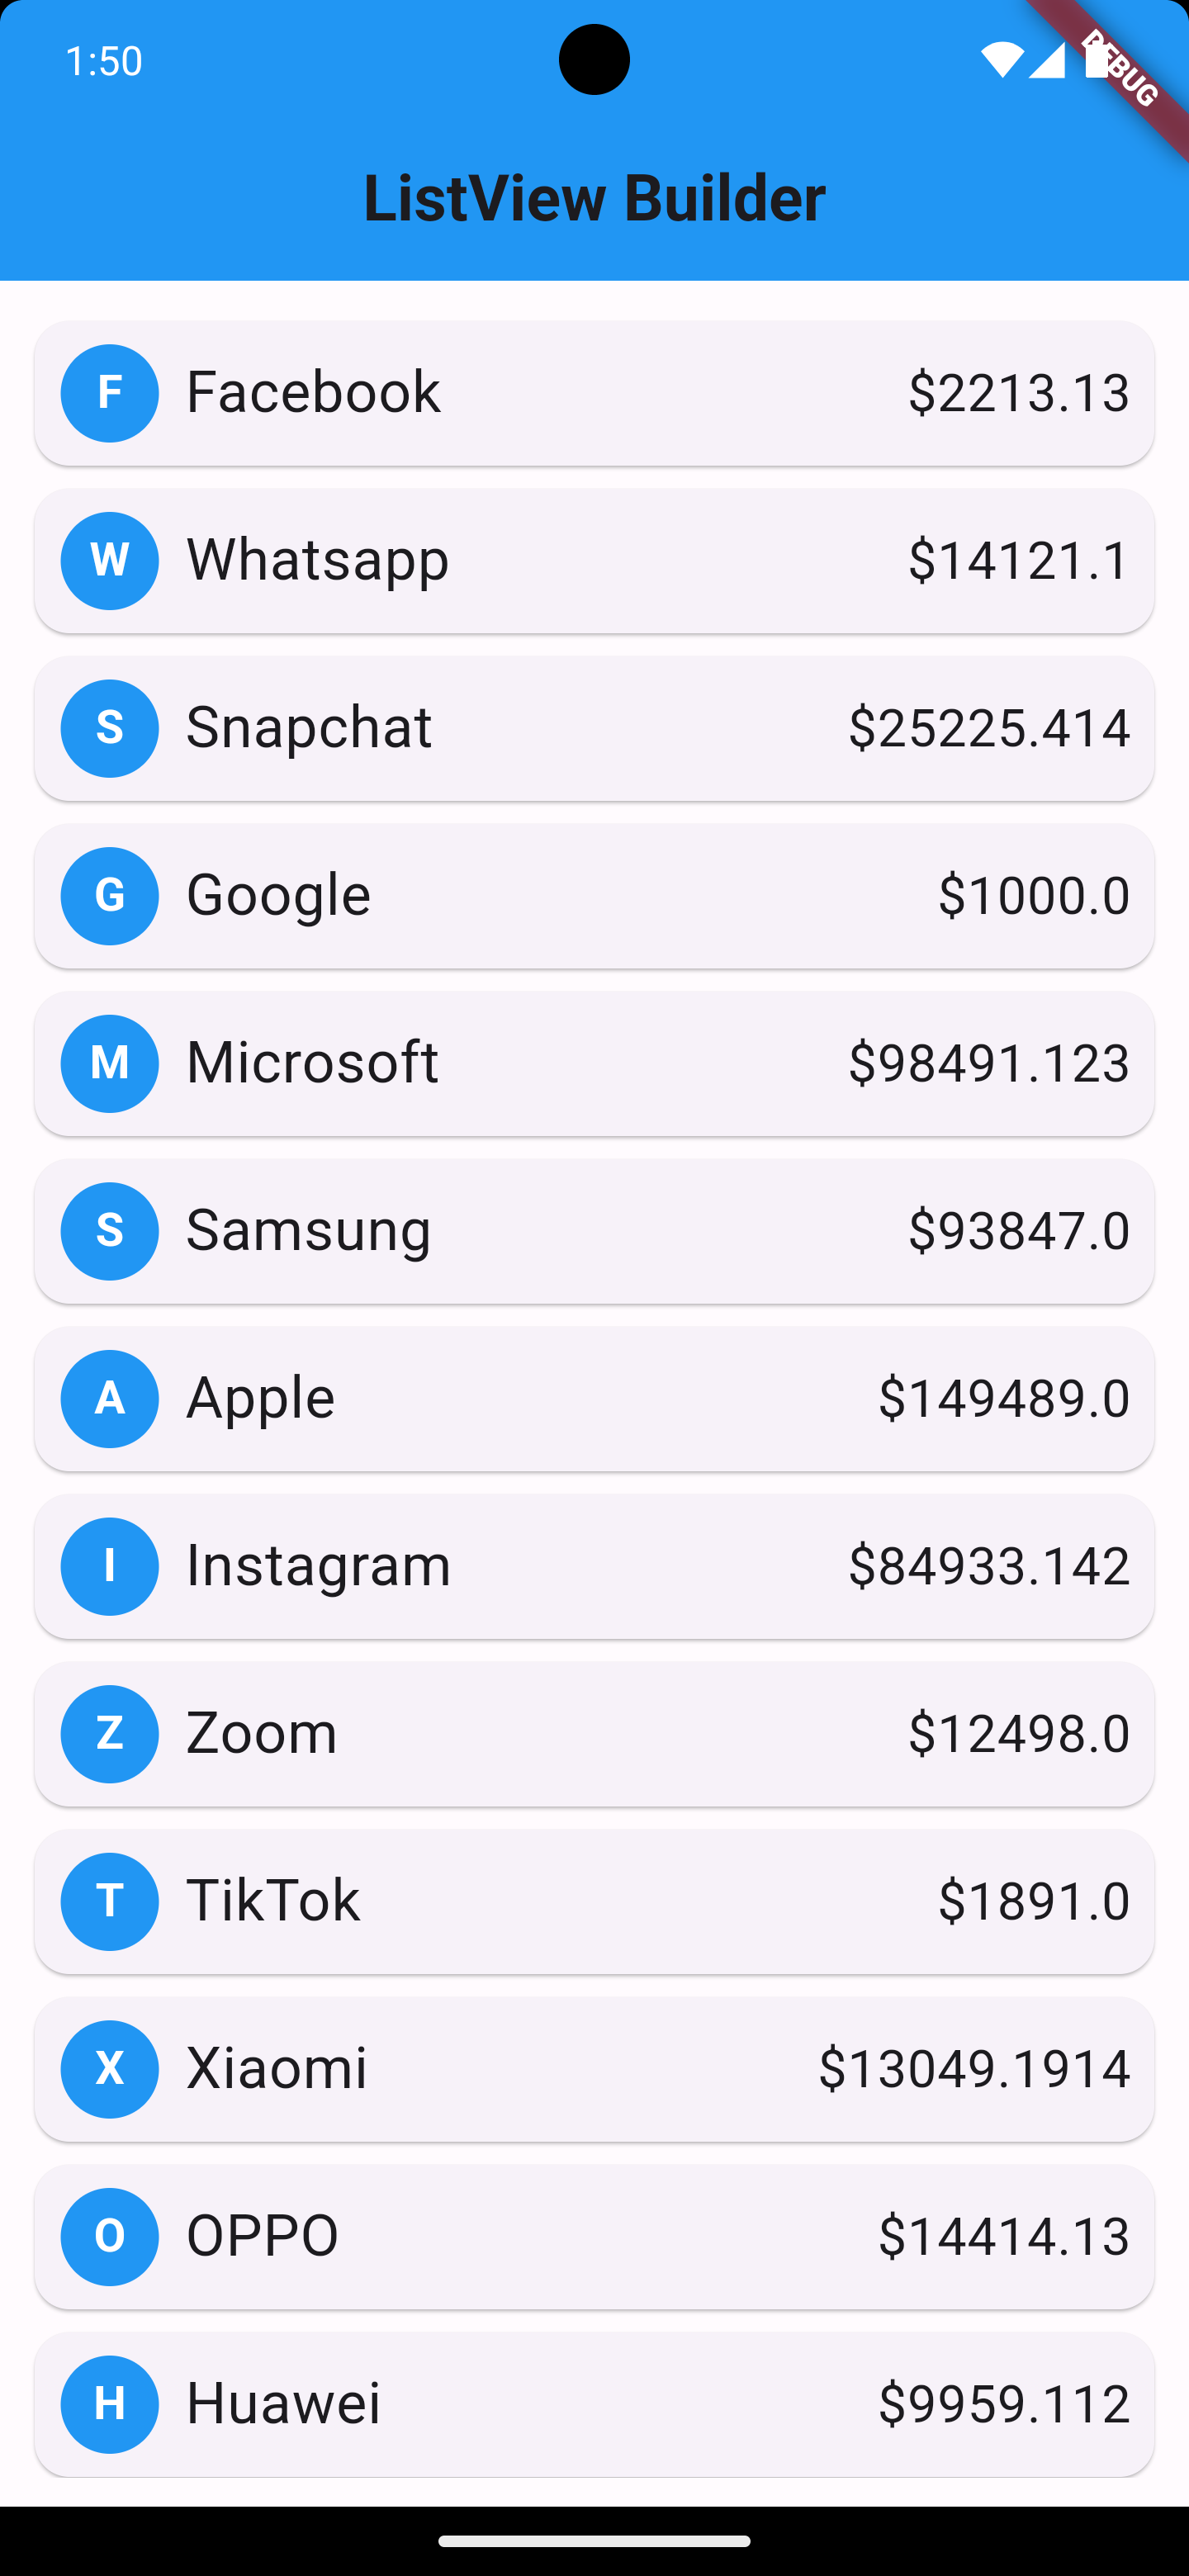 1:50
DEBUG
ListView Builder
F Facebook $2213.13
W Whatsapp $14121.1
S Snapchat $25225.414
G Google $1000.0
M Microsoft $98491.123
S Samsung $93847.0
A Apple $149489.0
I Instagram $84933.142
Z Zoom $12498.0
T TikTok $1891.0
X Xiaomi $13049.1914
O OPPO $14414.13
H Huawei $9959.112